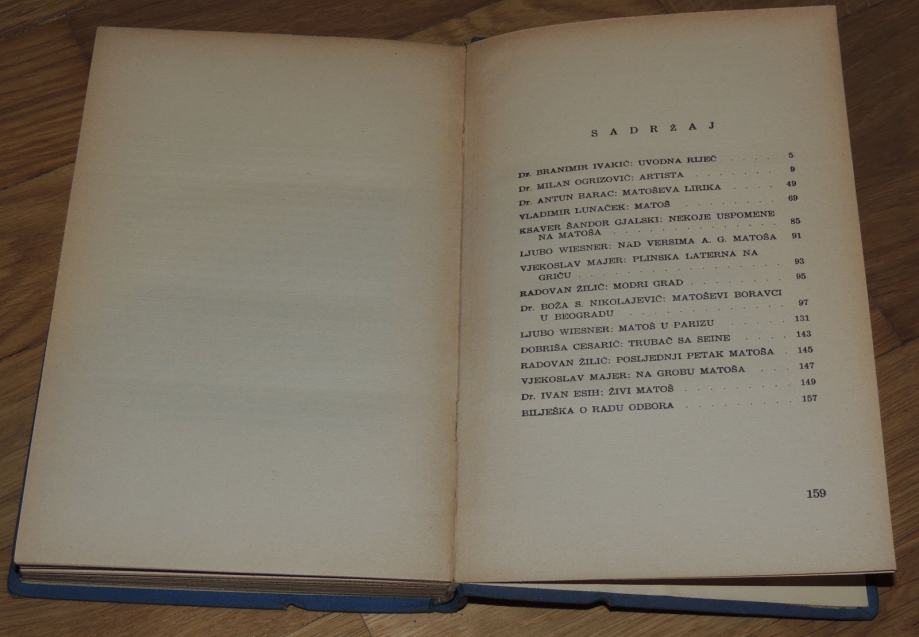 SADRŽAJ
Dr. BRANIMIR IVAKIĆ: UVODNA RIJEČ . . . . . 5
Dr. MILAN OGRIZOVIĆ: ARTISTA . . . . . . . 9
Dr. ANTUN BARAC: MATOŠEVA LIRIKA . . . . . 49
VLADIMIR LUNAČEK: MATOŠ . . . . . . . . 69
KSAVER ŠANDOR GJALSKI: NEKOJE USPOMENE
NA MATOŠA . . . . . . . . . . . . 85
LJUBO WIESNER: NAD VERSIMA A. G. MATOŠA 91
VJEKOSLAV MAJER: PLINSKA LATERNA NA
GRIČU . . . . . . . . . . . . . . 93
RADOVAN ŽILIĆ: MODRI GRAD . . . . . . . 95
Dr. BOŽA S. NIKOLAJEVIĆ: MATOŠEVI BORAVCI
U BEOGRADU . . . . . . . . . . . 97
LJUBO WIESNER: MATOŠ U PARIZU . . . . . 131
DOBRIŠA CESARIĆ: TRUBAČ SA SEINE . . . . 143
RADOVAN ŽILIĆ: POSLJEDNJI PETAK MATOŠA . 145
VJEKOSLAV MAJER: NA GROBU MATOŠA . . . 147
Dr. IVAN ESIH: ŽIVI MATOŠ . . . . . . . . 149
BILJEŠKA O RADU ODBORA . . . . . . . . 157
159